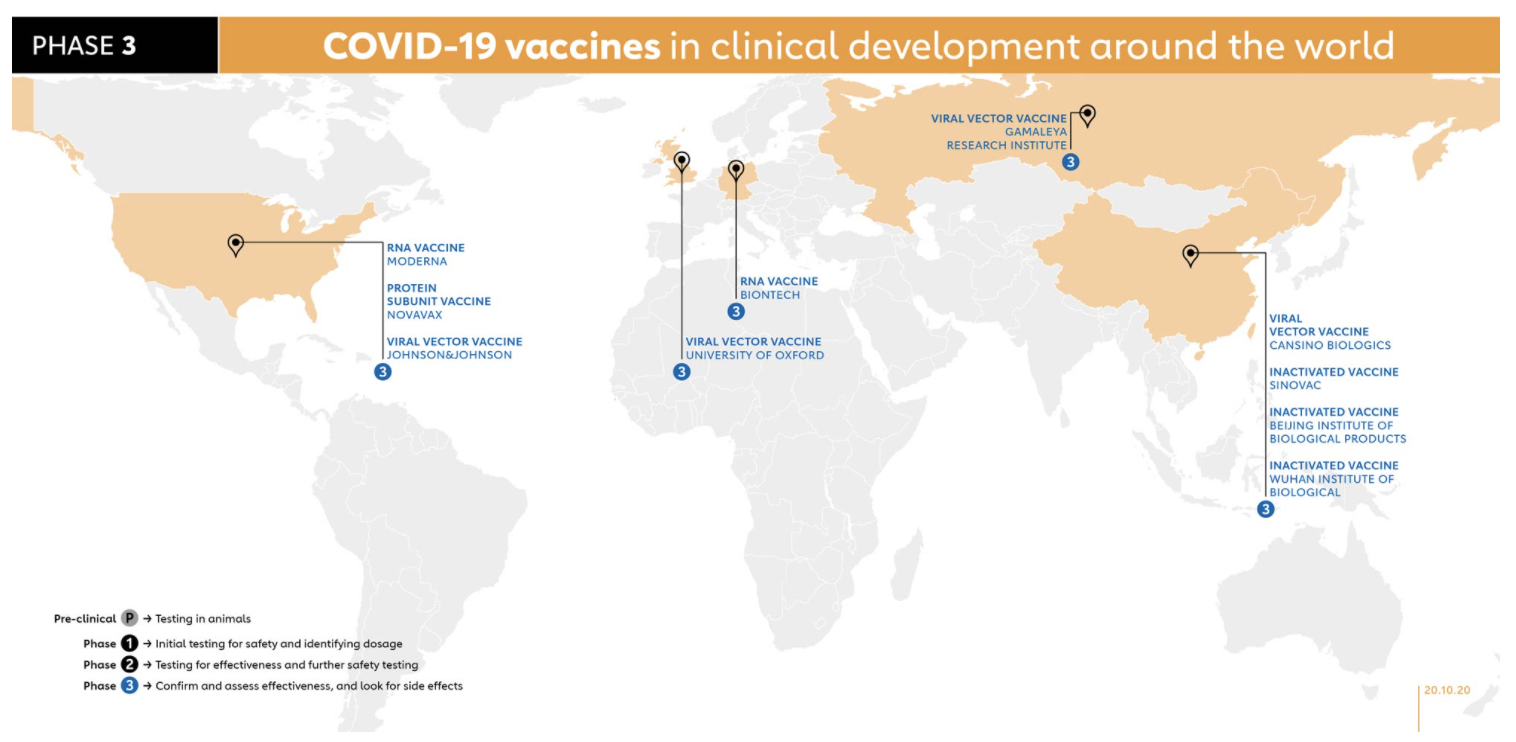 PHASE 3
COVID-19 vaccines in clinical development around the world
VIRAL VECTOR VACCINE
GAMALEYA
RESEARCH INSTITUTE
3
RNA VACCINE
MODERNA
PROTEIN
SUBUNIT VACCINE
NOVAVAX
VIRAL VECTOR VACCINE
JOHNSON&JOHNSON
3
RNA VACCINE
BIONTECH
3
VIRAL VECTOR VACCINE
UNIVERSITY OF OXFORD
3
VIRAL
VECTOR VACCINE
CANSINO BIOLOGICS
INACTIVATED VACCINE
SINOVAC
INACTIVATED VACCINE
BEIJING INSTITUTE OF
BIOLOGICAL PRODUCTS
INACTIVATED VACCINE
WUHAN INSTITUTE OF
BIOLOGICAL
3
Pre-clinical P → Testing in animals
Phase 1 → Initial testing for safety and identifying dosage
Phase 2 → Testing for effectiveness and further safety testing
Phase 3 → Confirm and assess effectiveness, and look for side effects
20.10.20